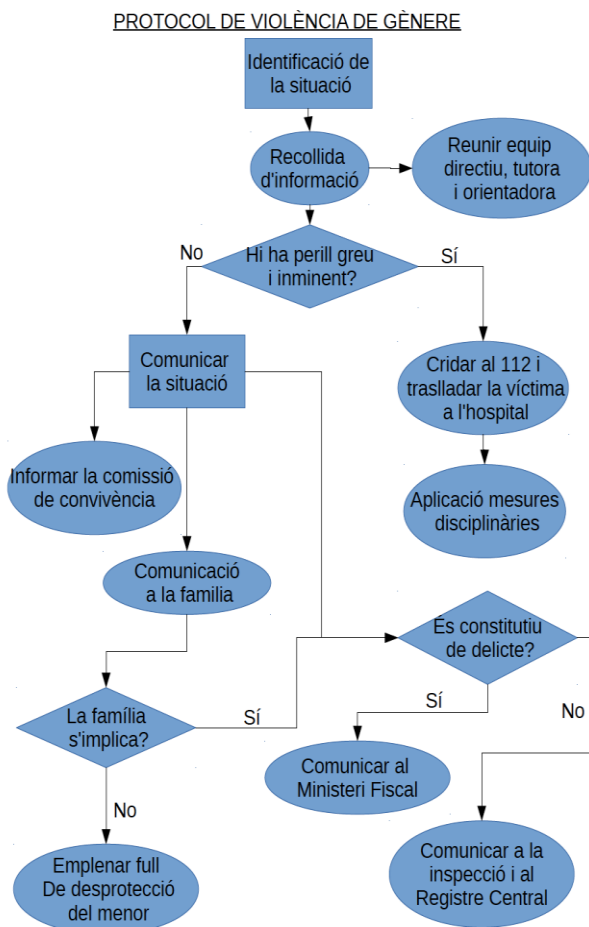 PROTOCOL DE VIOLÈNCIA DE GÈNERE
Identificació de
la situació
Recollida
d'informació
Reunir equip
directiu, tutora
i orientadora
Hi ha perill greu
i inminent?
No
Sí
Comunicar
la situació
Cridar al 112 i
traslladar la víctima
a l'hospital
Informar la comissió
de convivència
Aplicació mesures
disciplinàries
Comunicació
a la familia
És constitutiu
de delicte?
La família
s'implica?
Sí
Sí
No
Comunicar al
Ministeri Fiscal
No
Emplenar full
De desprotecció
del menor
Comunicar a la
inspecció i al
Registre Central